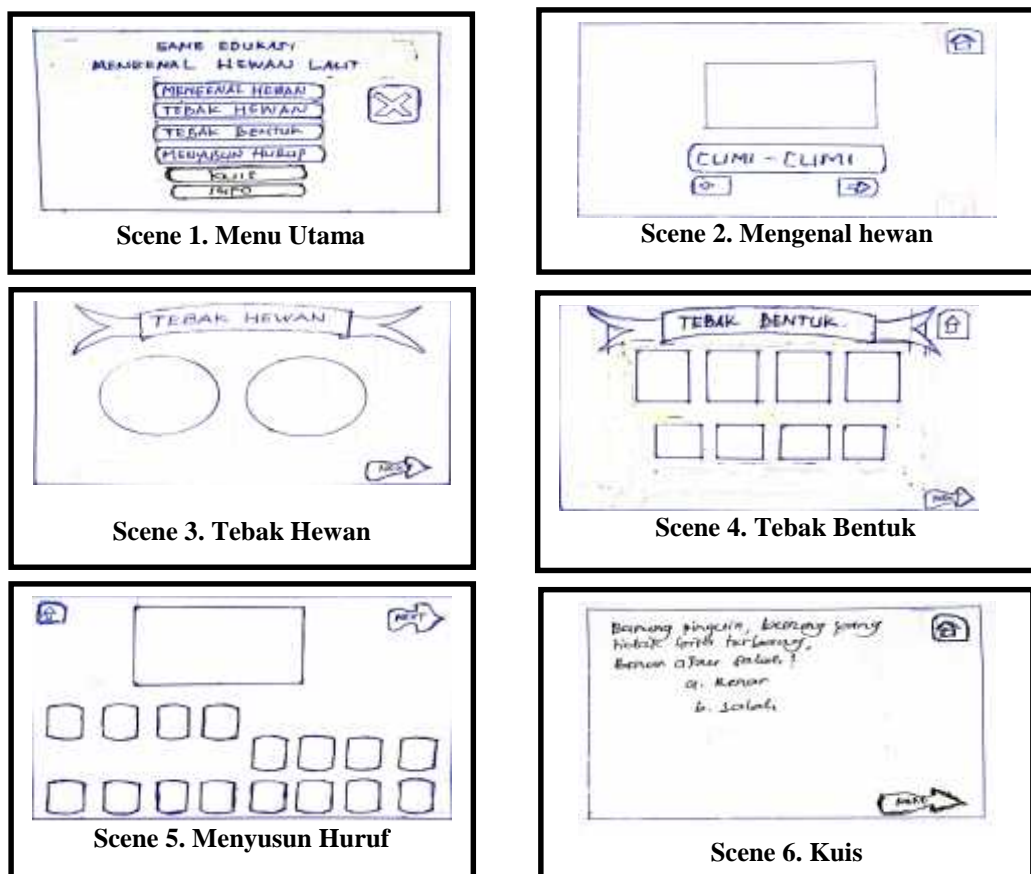 GAME EDUKASI
MENGENAL HEWAN LAUT
MENGENAL HEWAN
TEBAK HEWAN
TEBAK BENTUK
MENYUSUN HURUF
KUIS
INFO
Scene 1. Menu Utama
CUMI - CUMI
Scene 2. Mengenal hewan
TEBAK HEWAN
NEXT
Scene 3. Tebak Hewan
TEBAK BENTUK
NEXT
Scene 4. Tebak Bentuk
NEXT
Scene 5. Menyusun Huruf
Burung pinguin, burung yang
tidak bisa terbang,
Benar atau salah!
a. Benar
b. Salah
NEXT
Scene 6. Kuis